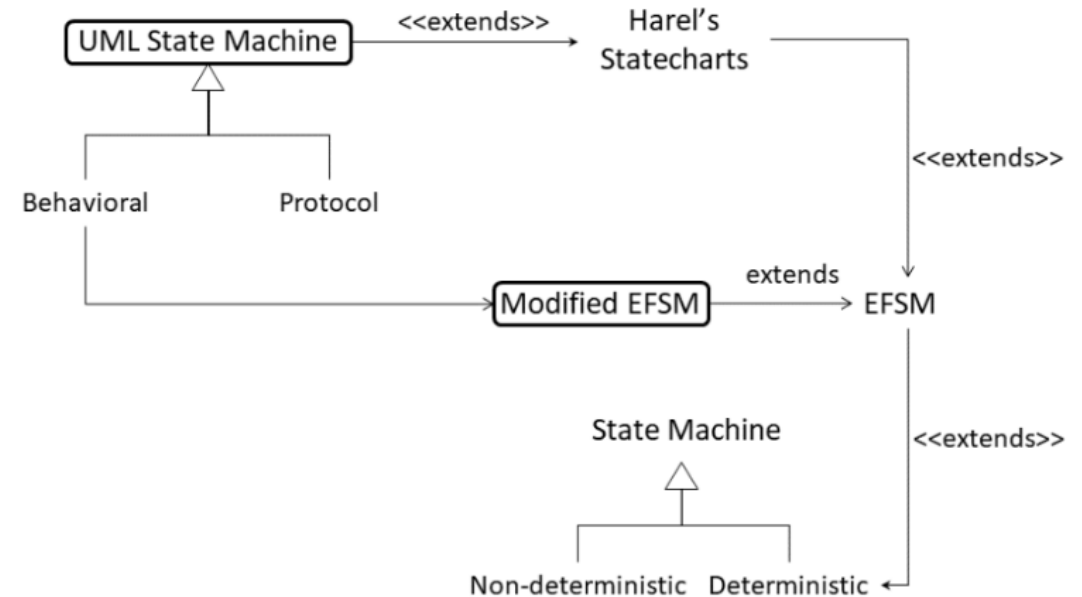 UML State Machine
<<extends>>
Harel’s
Statecharts
<<extends>>
Behavioral
Protocol
Modified EFSM
extends
EFSM
State Machine
<<extends>>
Non-deterministic
Deterministic